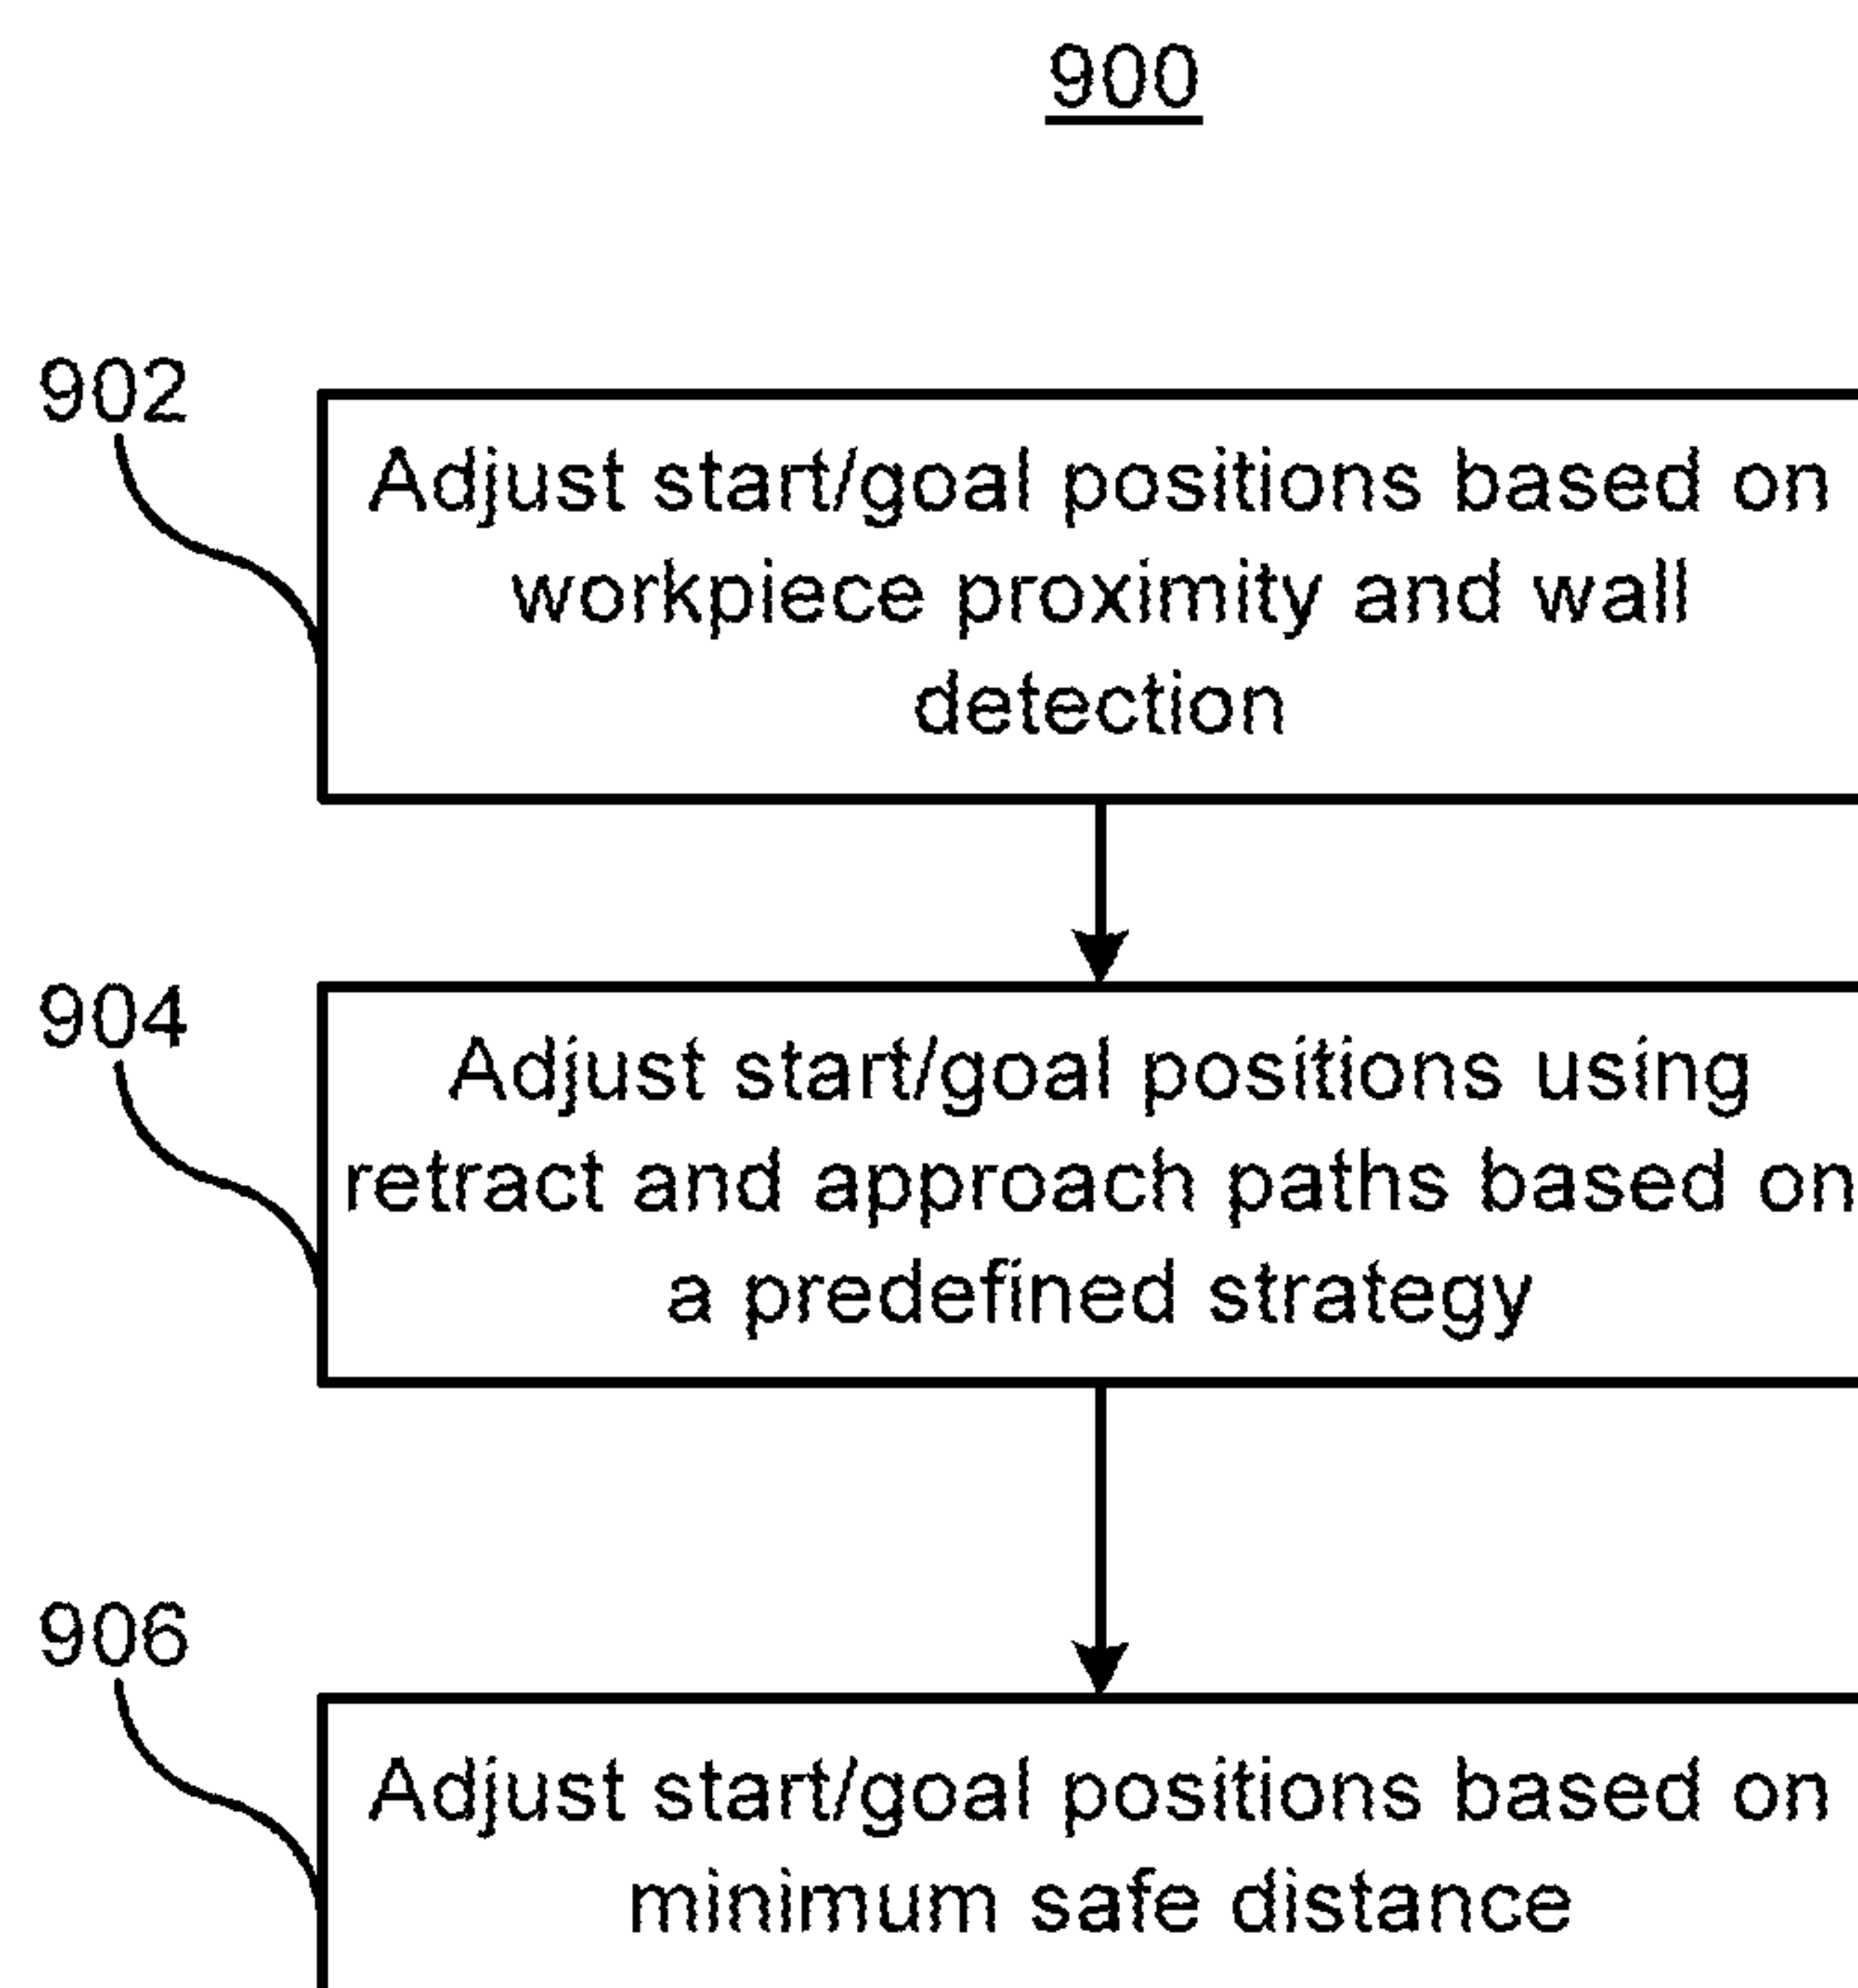 900
902
Adjust start/goal positions based on
workpiece proximity and wall
detection
904
Adjust start/goal positions using
retract and approach paths based on
a predefined strategy
906
Adjust start/goal positions based on
minimum safe distance